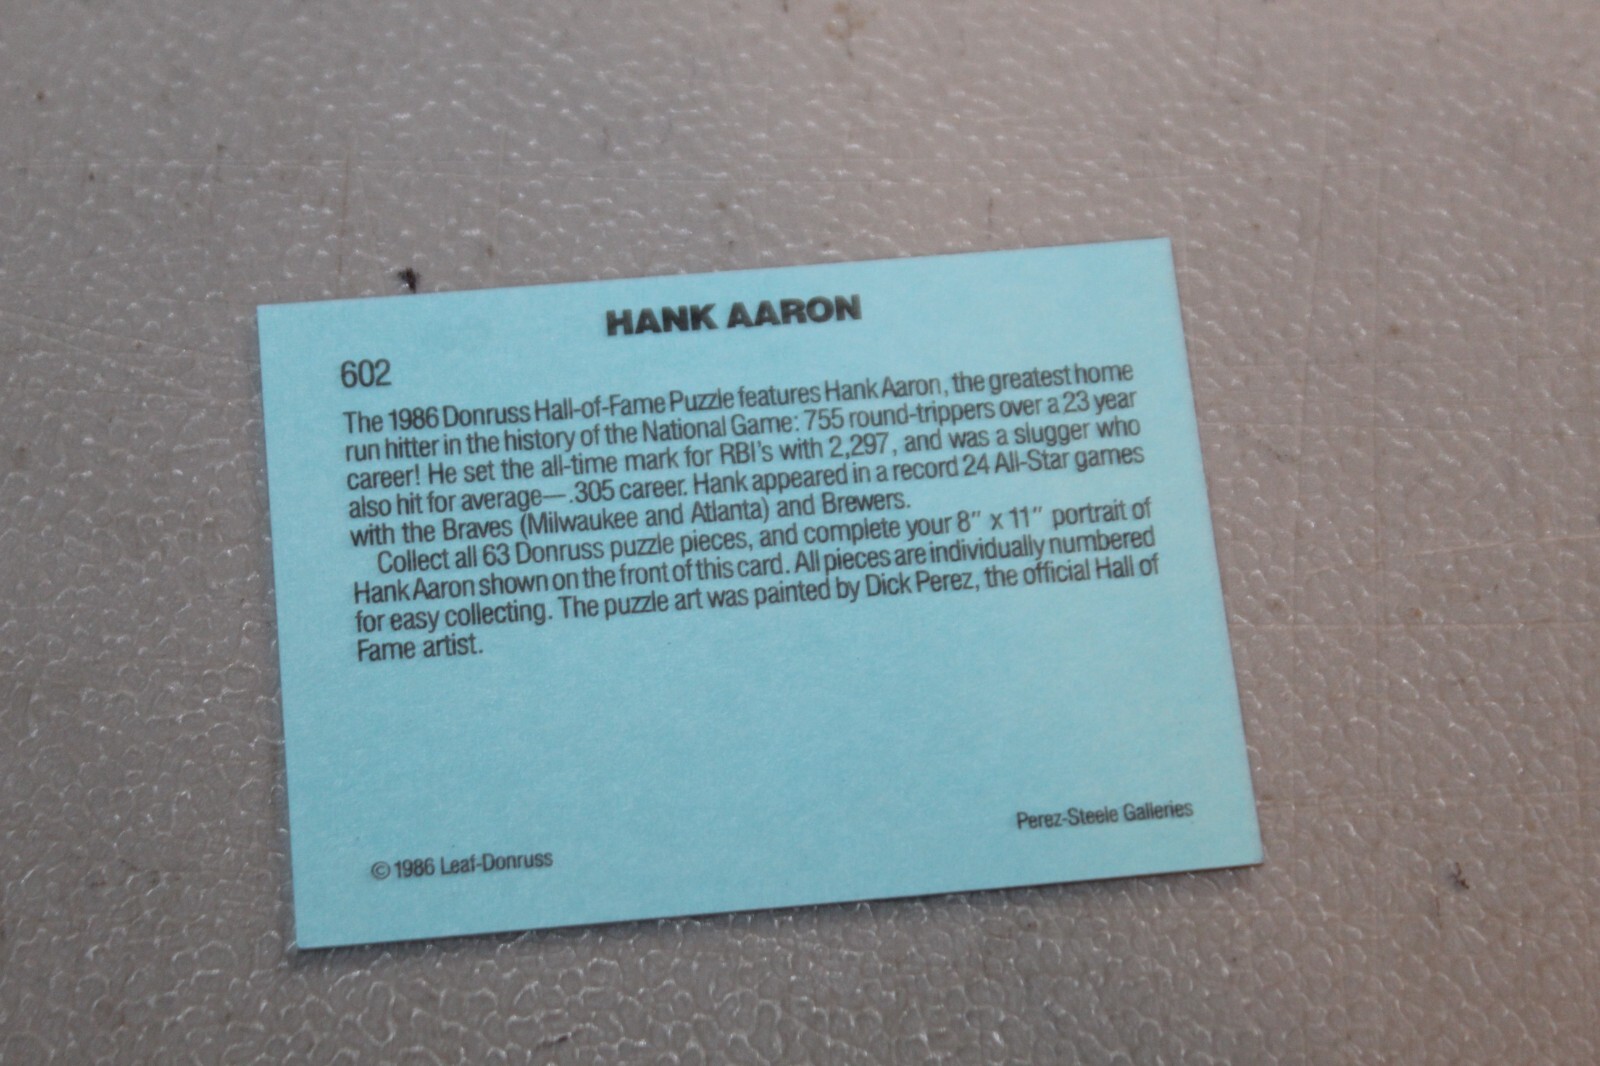 HANK AARON
602
The 1986 Donruss Hall-of-Fame Puzzle features Hank Aaron, the greatest home
run hitter in the history of the National Game: 755 round-trippers over a 23 year
career! He set the all-time mark for RBI's with 2,297, and was a slugger who
also hit for average—.305 career. Hank appeared in a record 24 All-Star games
with the Braves (Milwaukee and Atlanta) and Brewers.
Collect all 63 Donruss puzzle pieces, and complete your 8" x 11" portrait of
Hank Aaron shown on the front of this card. All pieces are individually numbered
for easy collecting. The puzzle art was painted by Dick Perez, the official Hall of
Fame artist.
Perez-Steele Galleries
© 1986 Leaf-Donruss